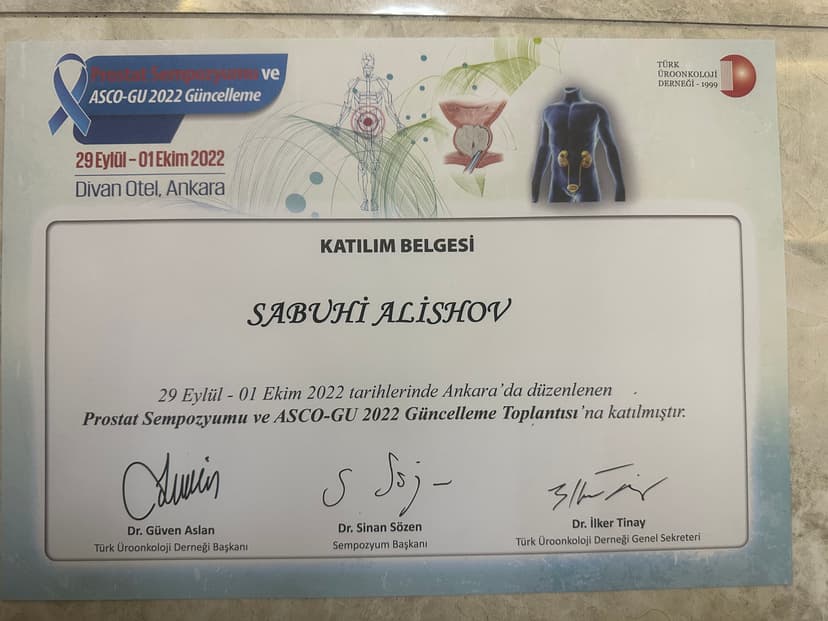 Prostat Sempozyumu ve
ASCO-GU 2022 Güncelleme
29 Eylül – 01 Ekim 2022
Divan Otel, Ankara
TÜRK
ÜROONKOLOJİ
DERNEĞİ - 1999
KATILIM BELGESİ
SABUHİ ALİSHOV
29 Eylül - 01 Ekim 2022 tarihlerinde Ankara'da düzenlenen
Prostat Sempozyumu ve ASCO-GU 2022 Güncelleme Toplantısı'na katılmıştır.
Dr. Güven Aslan
Türk Üroonkoloji Derneği Başkanı
Dr. Sinan Sözen
Sempozyum Başkanı
Dr. İlker Tinay
Türk Üroonkoloji Derneği Genel Sekreteri